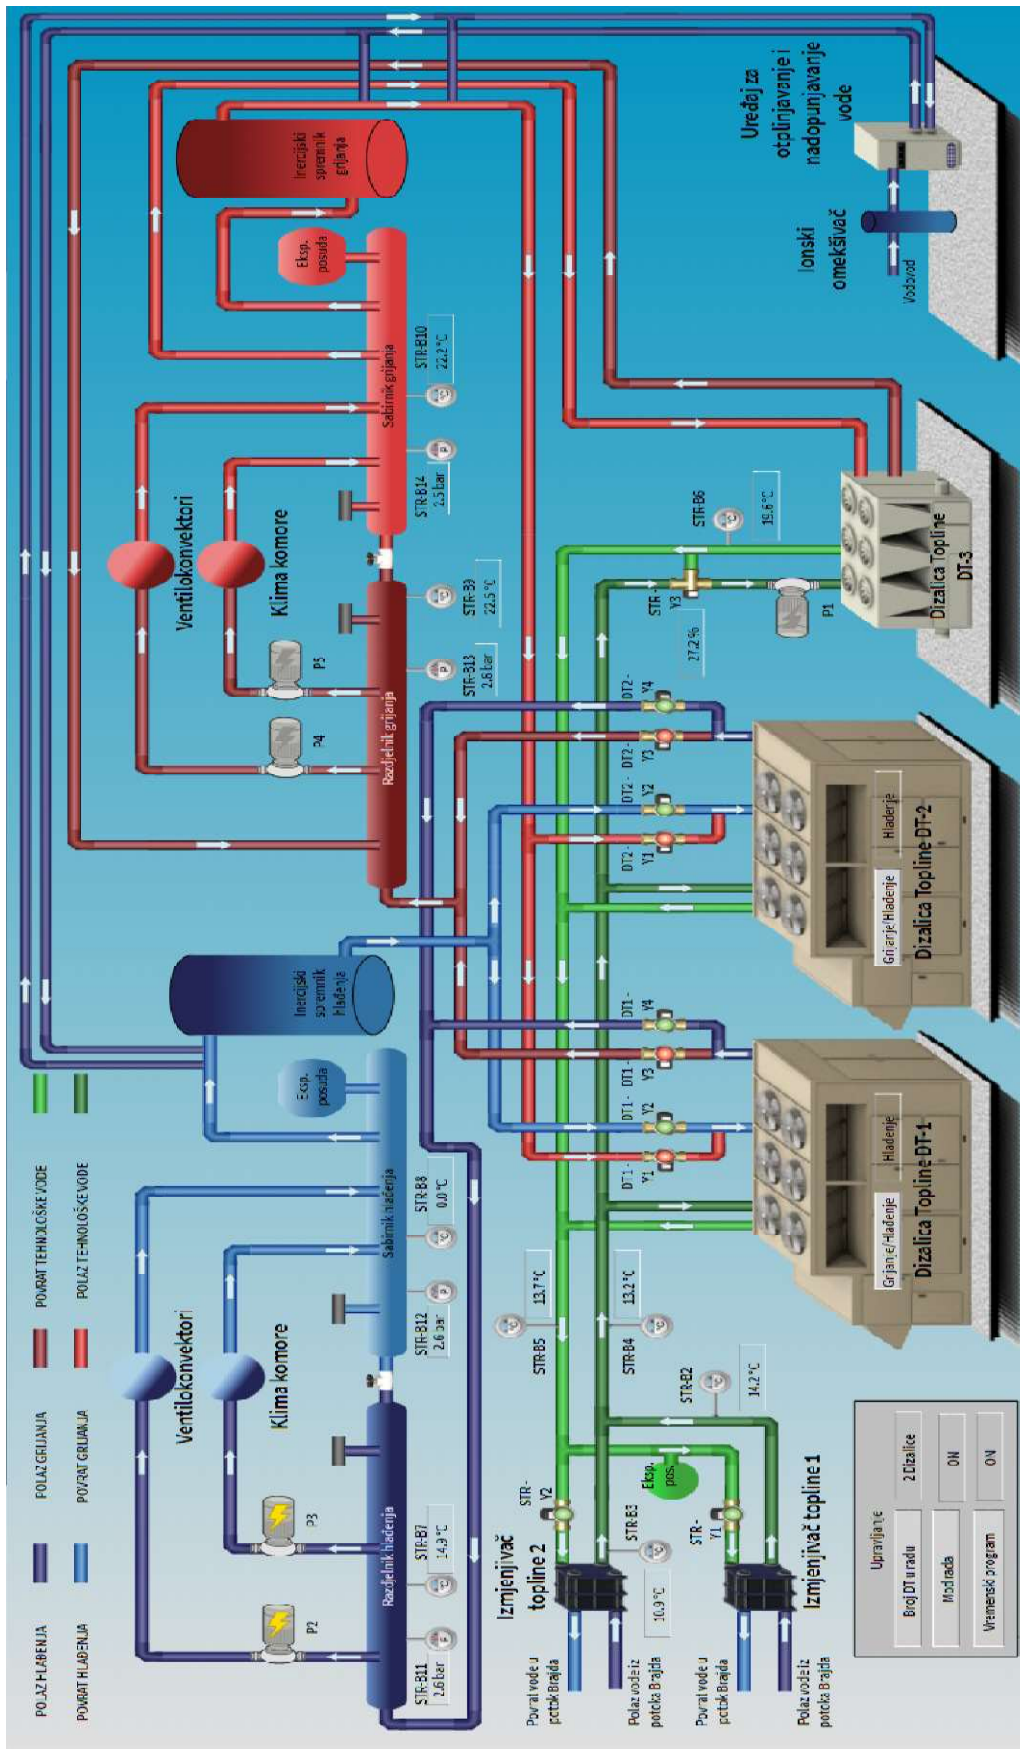 POLAZ HLAĐENJA
POLAZ GRIJANJA
POVRAT TEHNOLOŠKE VODE
POVRAT HLAĐENJA
POVRAT GRIJANJA
POLAZ TEHNOLOŠKE VODE
Ventilokonvektori
Klima komore
P2
P3
Razdjelnik hlađenja
Sabirnik hlađenja
Eksp.
posuda
Inercijski
spremnik
hlađenja
STR-B11
2.6 bar
STR-B7
14.9 °C
STR-B12
2.6 bar
STR-B8
0.0 °C
Ventilokonvektori
Klima komore
P4
P5
Razdjelnik grijanja
Sabirnik grijanja
Eksp.
posuda
Inercijski
spremnik
grijanja
STR-B13
2.8 bar
STR-B9
22.5 °C
STR-B14
2.5 bar
STR-B10
22.2 °C
Uređaj za
otplinjavanje i
nadopunjavanje
vode
Ionski
omekšivač
Vodovod
Izmjenjivač
topline 2
STR-
Y2
STR-B5
13.7 °C
STR-B4
13.2 °C
STR-B3
10.9 °C
Eksp.
pos.
STR-
Y1
STR-B2
14.2 °C
Izmjenjivač topline 1
Povrat vode u
potok Brajda
Polaz vode iz
potoka Brajda
Povrat vode u
potok Brajda
Polaz vode iz
potoka Brajda
DT1-
Y1
DT1-
Y2
DT1-
Y3
DT1-
Y4
DT2-
Y1
DT2-
Y2
DT2-
Y3
DT2-
Y4
STR-
Y3
27.2 %
STR-B6
19.6 °C
P1
Grijanje/Hlađenje
Hlađenje
Dizalica Topline DT-1
Grijanje/Hlađenje
Hlađenje
Dizalica Topline DT-2
Dizalica Topline
DT-3
Upravljanje
Broj DT u radu
2 Dizalice
Mod rada
ON
Vremenski program
ON